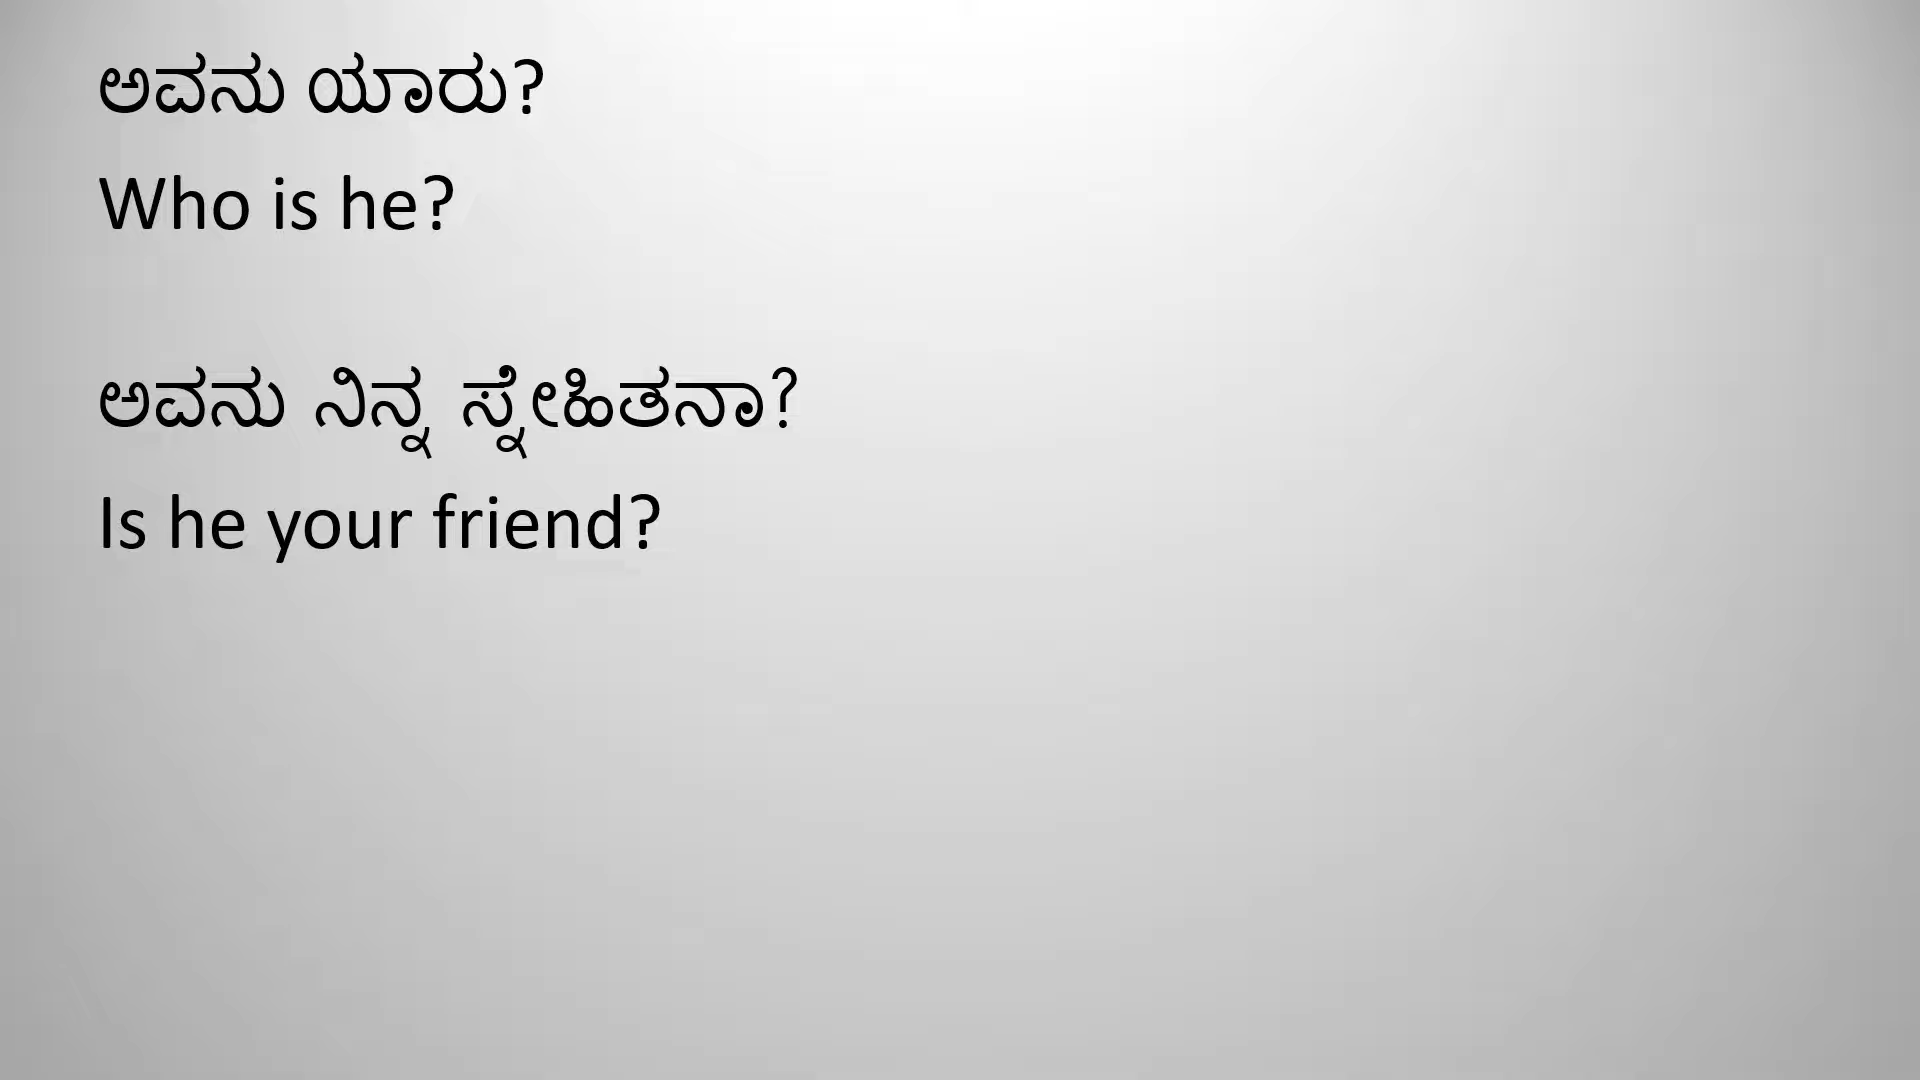 ಅವನು ಯಾರು?
Who is he?
ಅವನು ನಿನ್ನ ಸ್ನೇಹಿತನಾ?
Is he your friend?